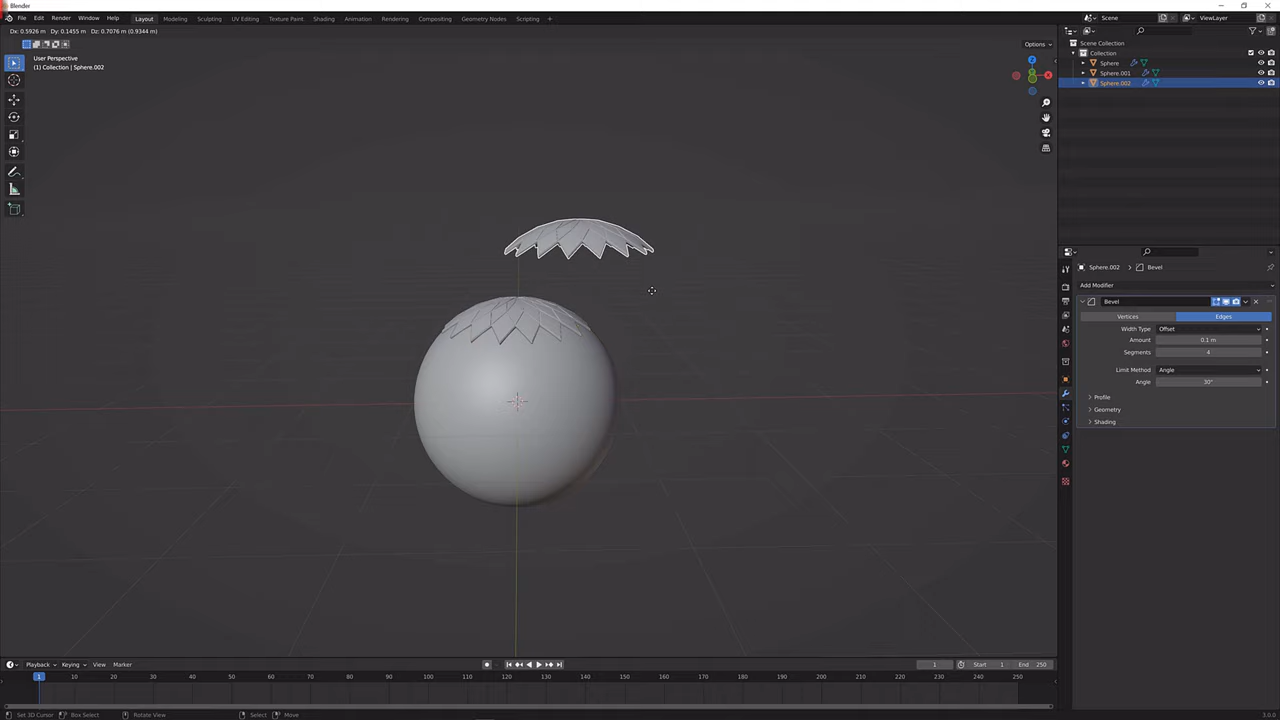 Blender
File Edit Render Window Help Layout Modeling Sculpting UV Editing Texture Paint Shading Animation Rendering Compositing Geometry Nodes Scripting + Scene ViewLayer
Dx: 0.5926 m Dy: 0.1455 m Dz: 0.7076 m (0.9344 m)
Options
User Perspective
(1) Collection | Sphere.002
Z
X
Scene Collection
Collection
Sphere
Sphere.001
Sphere.002
Sphere.002 > Bevel
Add Modifier
Bevel
Vertices Edges
Width Type Offset
Amount 0.1 m
Segments 4
Limit Method Angle
Angle 30°
Profile
Geometry
Shading
Playback Keying View Marker 1 Start 1 End 250
1 10 20 30 40 50 60 70 80 90 100 110 120 130 140 150 160 170 180 190 200 210 220 230 240 250
Set 3D Cursor Box Select Rotate View Select Move 3.0.0